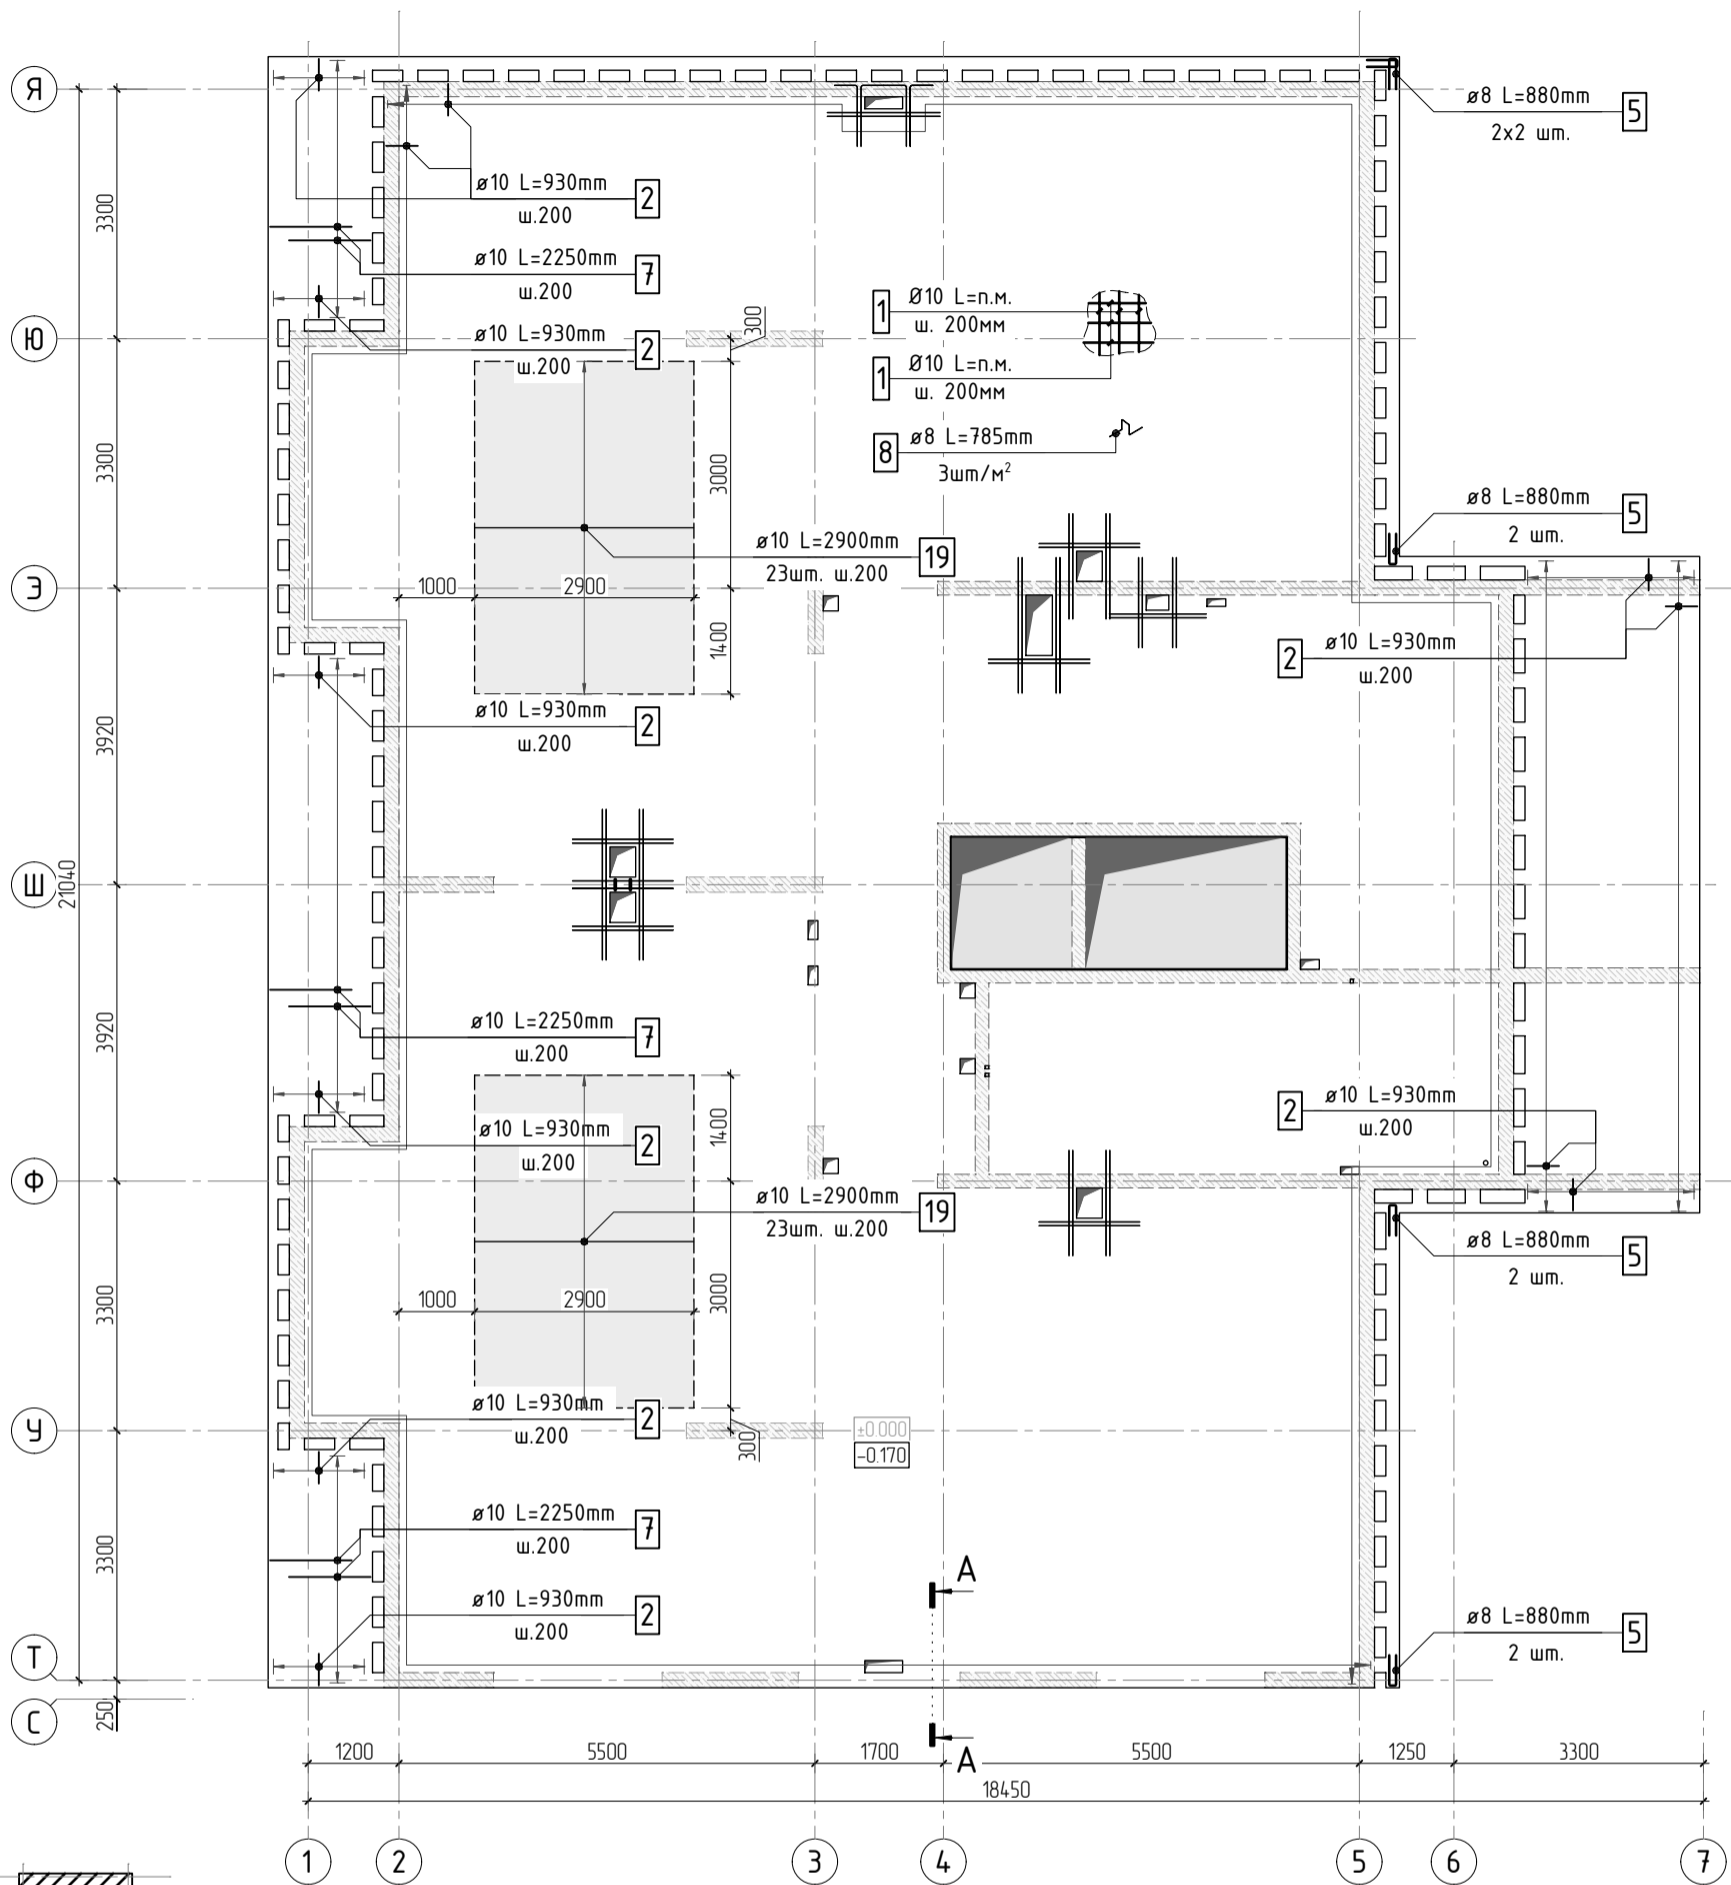 Я
ø8 L=880mm
5
2x2 шт.
ø10 L=930mm
2
ш.200
3300
ø10 L=2250mm
7
ш.200
1
Ø10 L=п.м.
ш. 200мм
300
Ю
ø10 L=930mm
2
ш.200
1
Ø10 L=п.м.
ш. 200мм
8
ø8 L=785mm
3шт/м²
3300
3000
ø8 L=880mm
5
2 шт.
ø10 L=2900mm
19
23шт. ш.200
Э
1000
2900
1400
2
ø10 L=930mm
ш.200
ø10 L=930mm
2
ш.200
3920
Ш
21040
3920
ø10 L=2250mm
7
ш.200
2
ø10 L=930mm
ш.200
1400
ø10 L=930mm
2
ш.200
Ф
ø10 L=2900mm
19
23шт. ш.200
ø8 L=880mm
5
2 шт.
3300
1000
2900
3000
ø10 L=930mm
2
ш.200
У
300
±0.000
-0.170
ø10 L=2250mm
7
ш.200
3300
A
ø10 L=930mm
2
ш.200
ø8 L=880mm
5
2 шт.
Т
С
250
A
1200
5500
1700
5500
1250
3300
18450
1
2
3
4
5
6
7